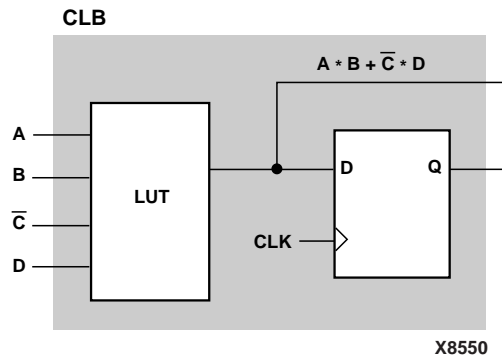 CLB
A * B + C̅ * D
A
B
C̅
D
LUT
D
Q
CLK
X8550